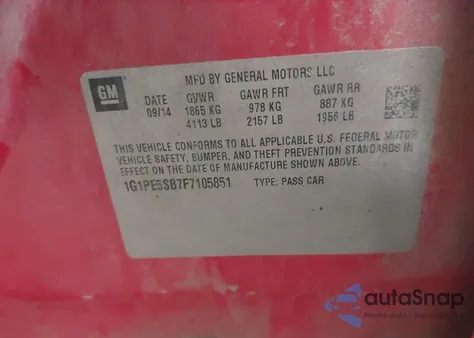 MFD BY GENERAL MOTORS LLC
GM
DATE GVWR GAWR FRT GAWR RR
09/14 1865 KG 978 KG 887 KG
4113 LB 2157 LB 1956 LB
THIS VEHICLE CONFORMS TO ALL APPLICABLE U.S. FEDERAL MOTOR
VEHICLE SAFETY, BUMPER, AND THEFT PREVENTION STANDARDS IN
EFFECT ON THE DATE OF MANUFACTURE SHOWN ABOVE.
1G1PE5SB7F7105851 TYPE: PASS CAR
autaSnap